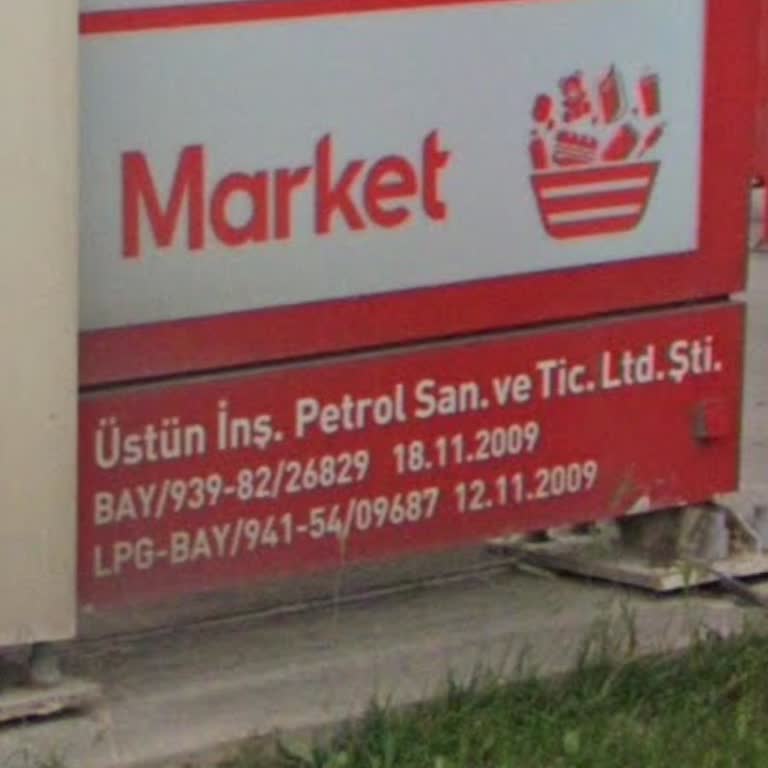 Market
Üstün İnş. Petrol San. ve Tic. Ltd. Şti.
BAY/939-82/26829 18.11.2009
LPG-BAY/941-54/09687 12.11.2009